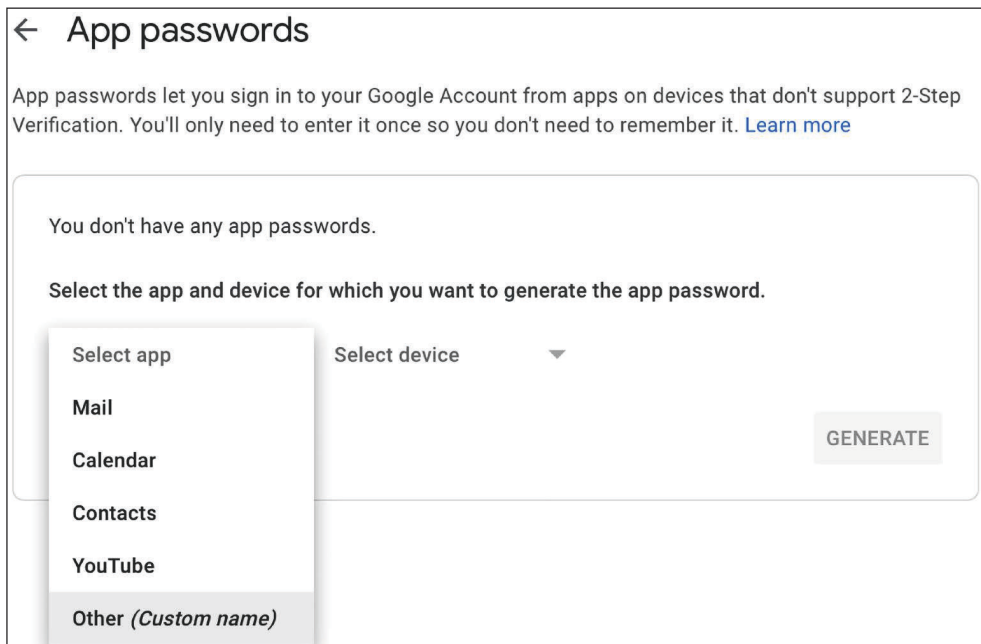 App passwords
App passwords let you sign in to your Google Account from apps on devices that don't support 2-Step
Verification. You'll only need to enter it once so you don't need to remember it. Learn more
You don't have any app passwords.
Select the app and device for which you want to generate the app password.
Select app
Select device
Mail
Calendar
Contacts
YouTube
Other (Custom name)
GENERATE